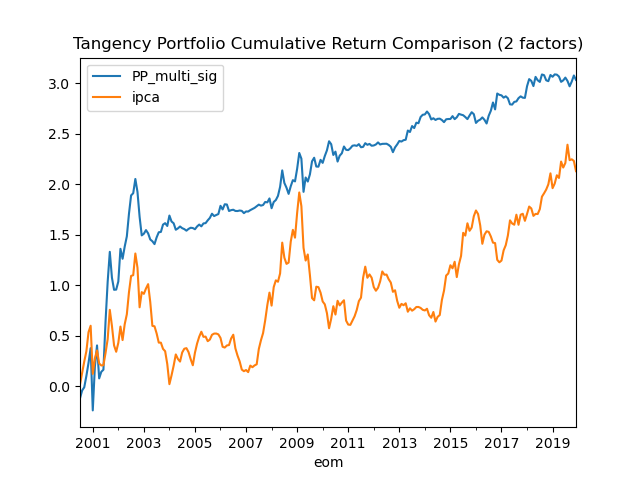 Tangency Portfolio Cumulative Return Comparison (2 factors)
PP_multi_sig
ipca
3.0
2.5
2.0
1.5
1.0
0.5
0.0
2001 2003 2005 2007 2009 2011 2013 2015 2017 2019
eom